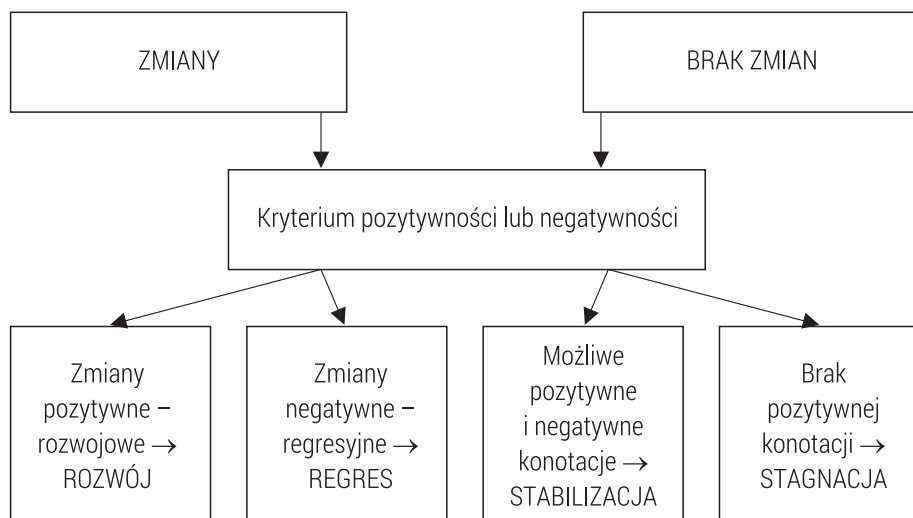 ZMIANY
BRAK ZMIAN
Kryterium pozytywności lub negatywności
Zmiany
pozytywne –
rozwojowe →
ROZWÓJ
Zmiany
negatywne –
regresyjne →
REGRES
Możliwe
pozytywne
i negatywne
konotacje →
STABILIZACJA
Brak
pozytywnej
konotacji →
STAGNACJA